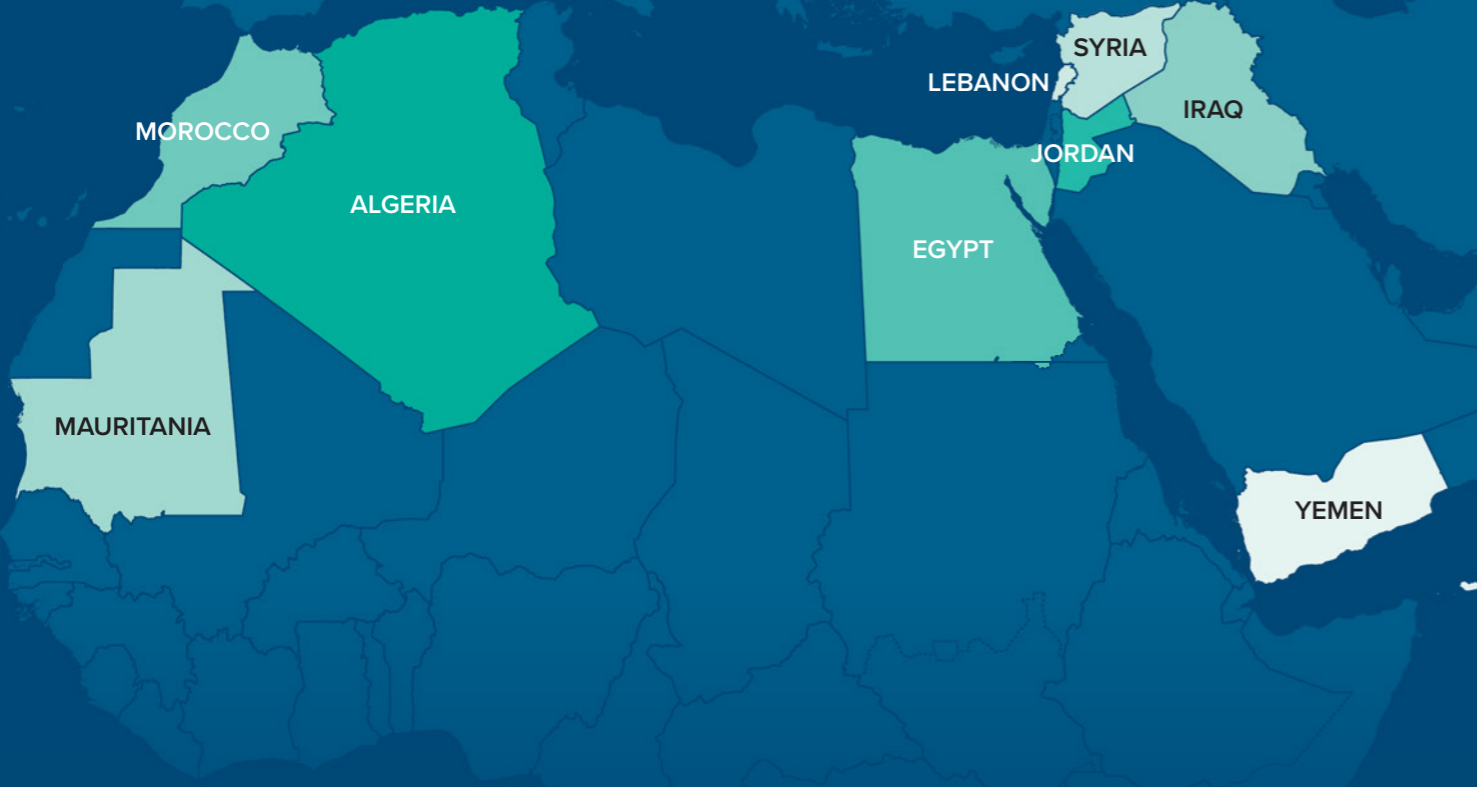 SYRIA
LEBANON
IRAQ
MOROCCO
JORDAN
ALGERIA
EGYPT
MAURITANIA
YEMEN